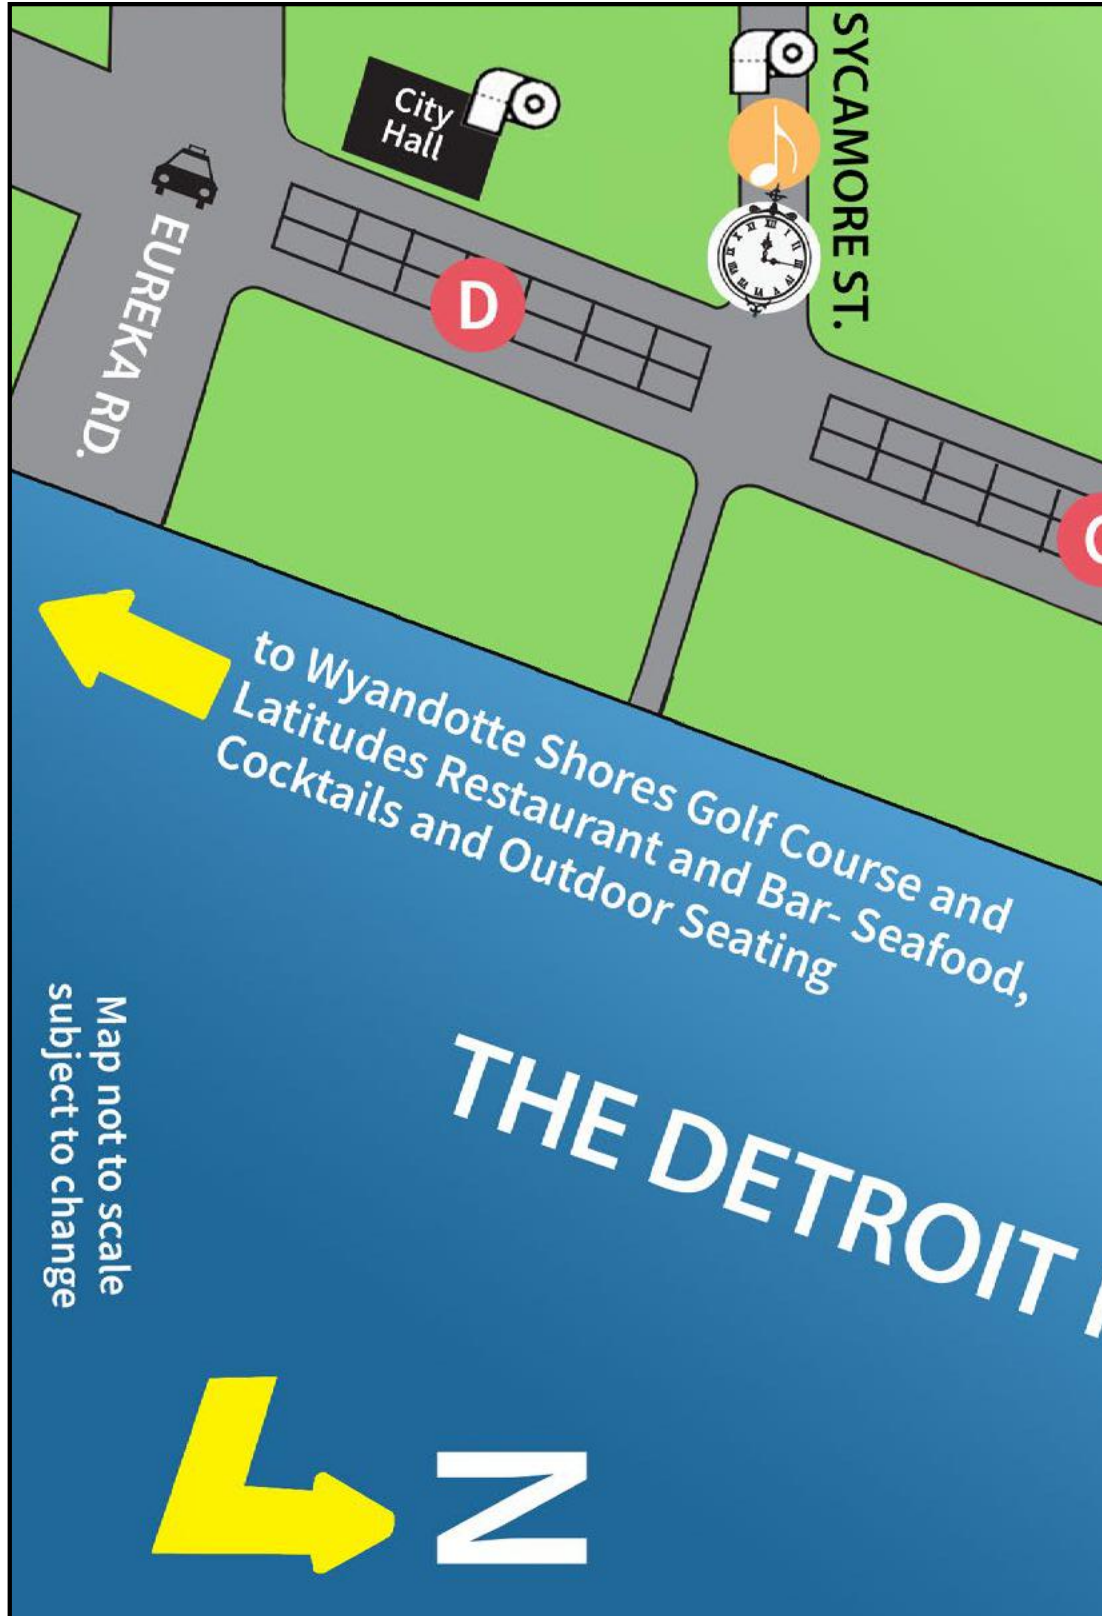 SYCAMORE ST.
City
Hall
EUREKA RD.
D
to Wyandotte Shores Golf Course and
Latitudes Restaurant and Bar- Seafood,
Cocktails and Outdoor Seating
THE DETROIT
Map not to scale
subject to change
N